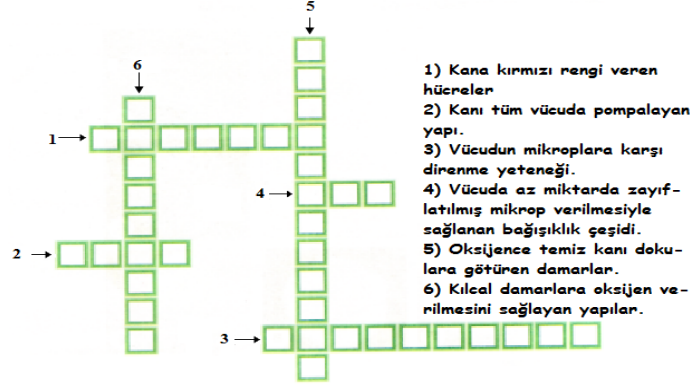 5
6
1
4
2
3
1) Kana kırmızı rengi veren
hücreler
2) Kanı tüm vücuda pompalayan
yapı.
3) Vücudun mikroplara karşı
direnme yeteneği.
4) Vücuda az miktarda zayıf-
latılmış mikrop verilmesiyle
sağlanan bağışıklık çeşidi.
5) Oksijence temiz kanı doku-
lara götüren damarlar.
6) Kılcal damarlara oksijen ve-
rilmesini sağlayan yapılar.